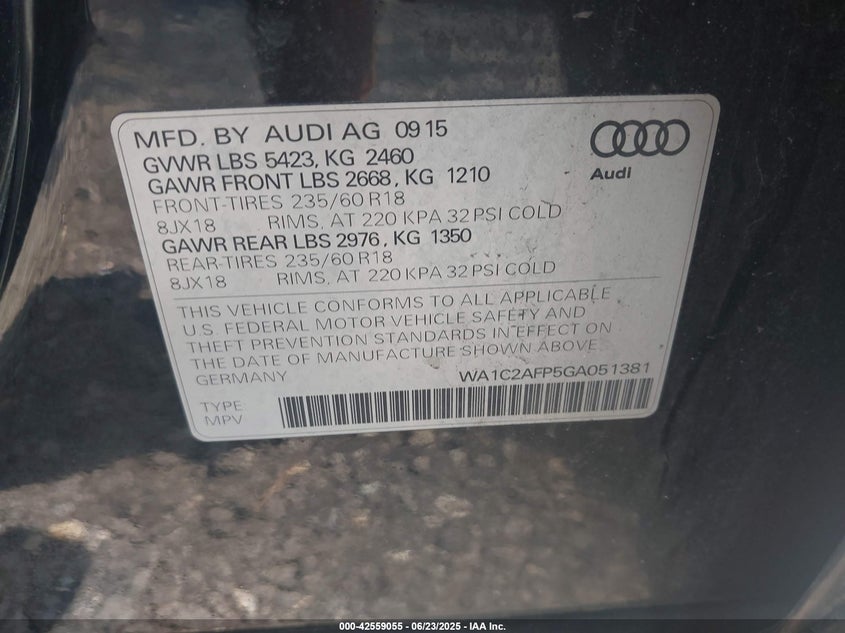 MFD. BY AUDI AG 09 15
GVWR LBS 5423, KG 2460
GAWR FRONT LBS 2668, KG 1210
FRONT-TIRES 235/60 R18
8JX18 RIMS, AT 220 KPA 32 PSI COLD
GAWR REAR LBS 2976, KG 1350
REAR-TIRES 235/60 R18
8JX18 RIMS, AT 220 KPA 32 PSI COLD
Audi
THIS VEHICLE CONFORMS TO ALL APPLICABLE
U.S. FEDERAL MOTOR VEHICLE SAFETY AND
THEFT PREVENTION STANDARDS IN EFFECT ON
THE DATE OF MANUFACTURE SHOWN ABOVE.
GERMANY WA1C2AFP5GA051381
TYPE
MPV
000-42559055 | 06/23/2025 - IAA Inc.